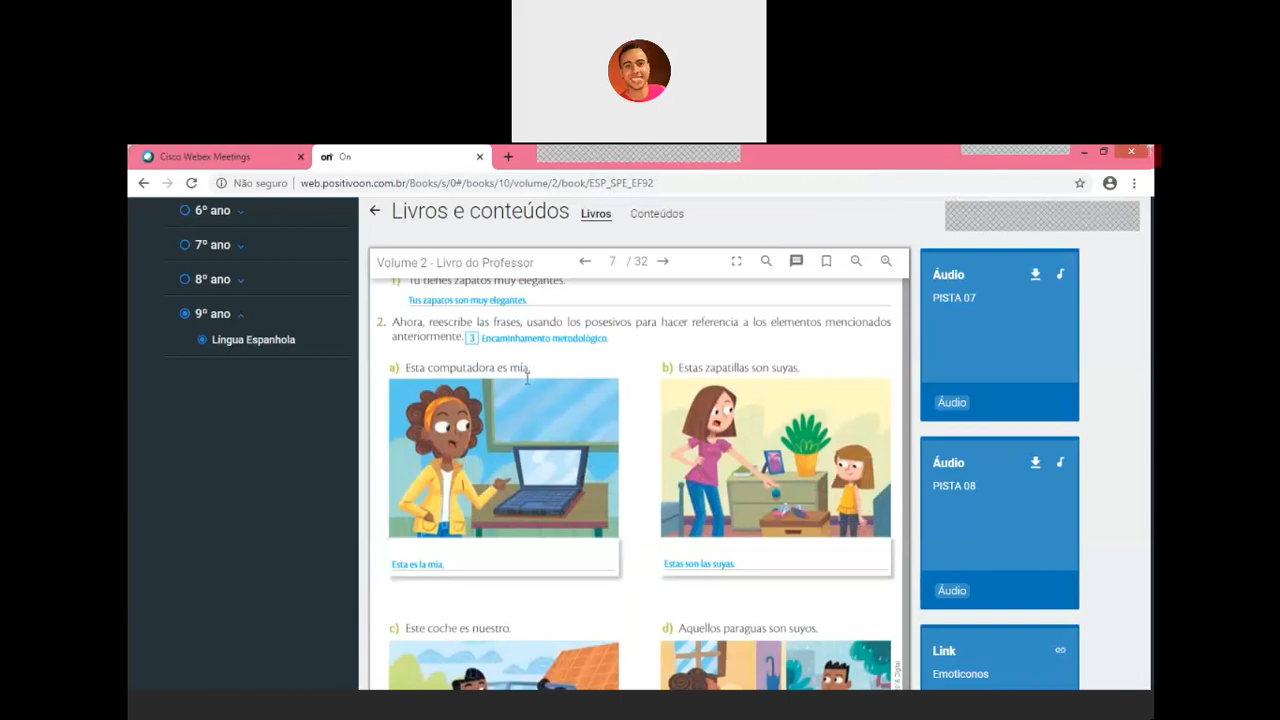 Cisco Webex Meetings
On
Não seguro
web.positivoon.com.br/Books/s/0#/books/10/volume/2/book/ESP_SPE_EF92
6º ano
7º ano
8º ano
9º ano
Língua Espanhola
Livros e conteúdos
Livros
Conteúdos
Volume 2 - Livro do Professor
7 / 32
f) Tú tienes zapatos muy elegantes.
Tus zapatos son muy elegantes.
2. Ahora, reescribe las frases, usando los posesivos para hacer referencia a los elementos mencionados
anteriormente. 3 Encaminhamento metodológico.
a) Esta computadora es mía.
b) Estas zapatillas son suyas.
Esta es la mía.
Estas son las suyas.
c) Este coche es nuestro.
d) Aquellos paraguas son suyos.
Áudio
PISTA 07
Áudio
Áudio
PISTA 08
Áudio
Link
Emoticonos